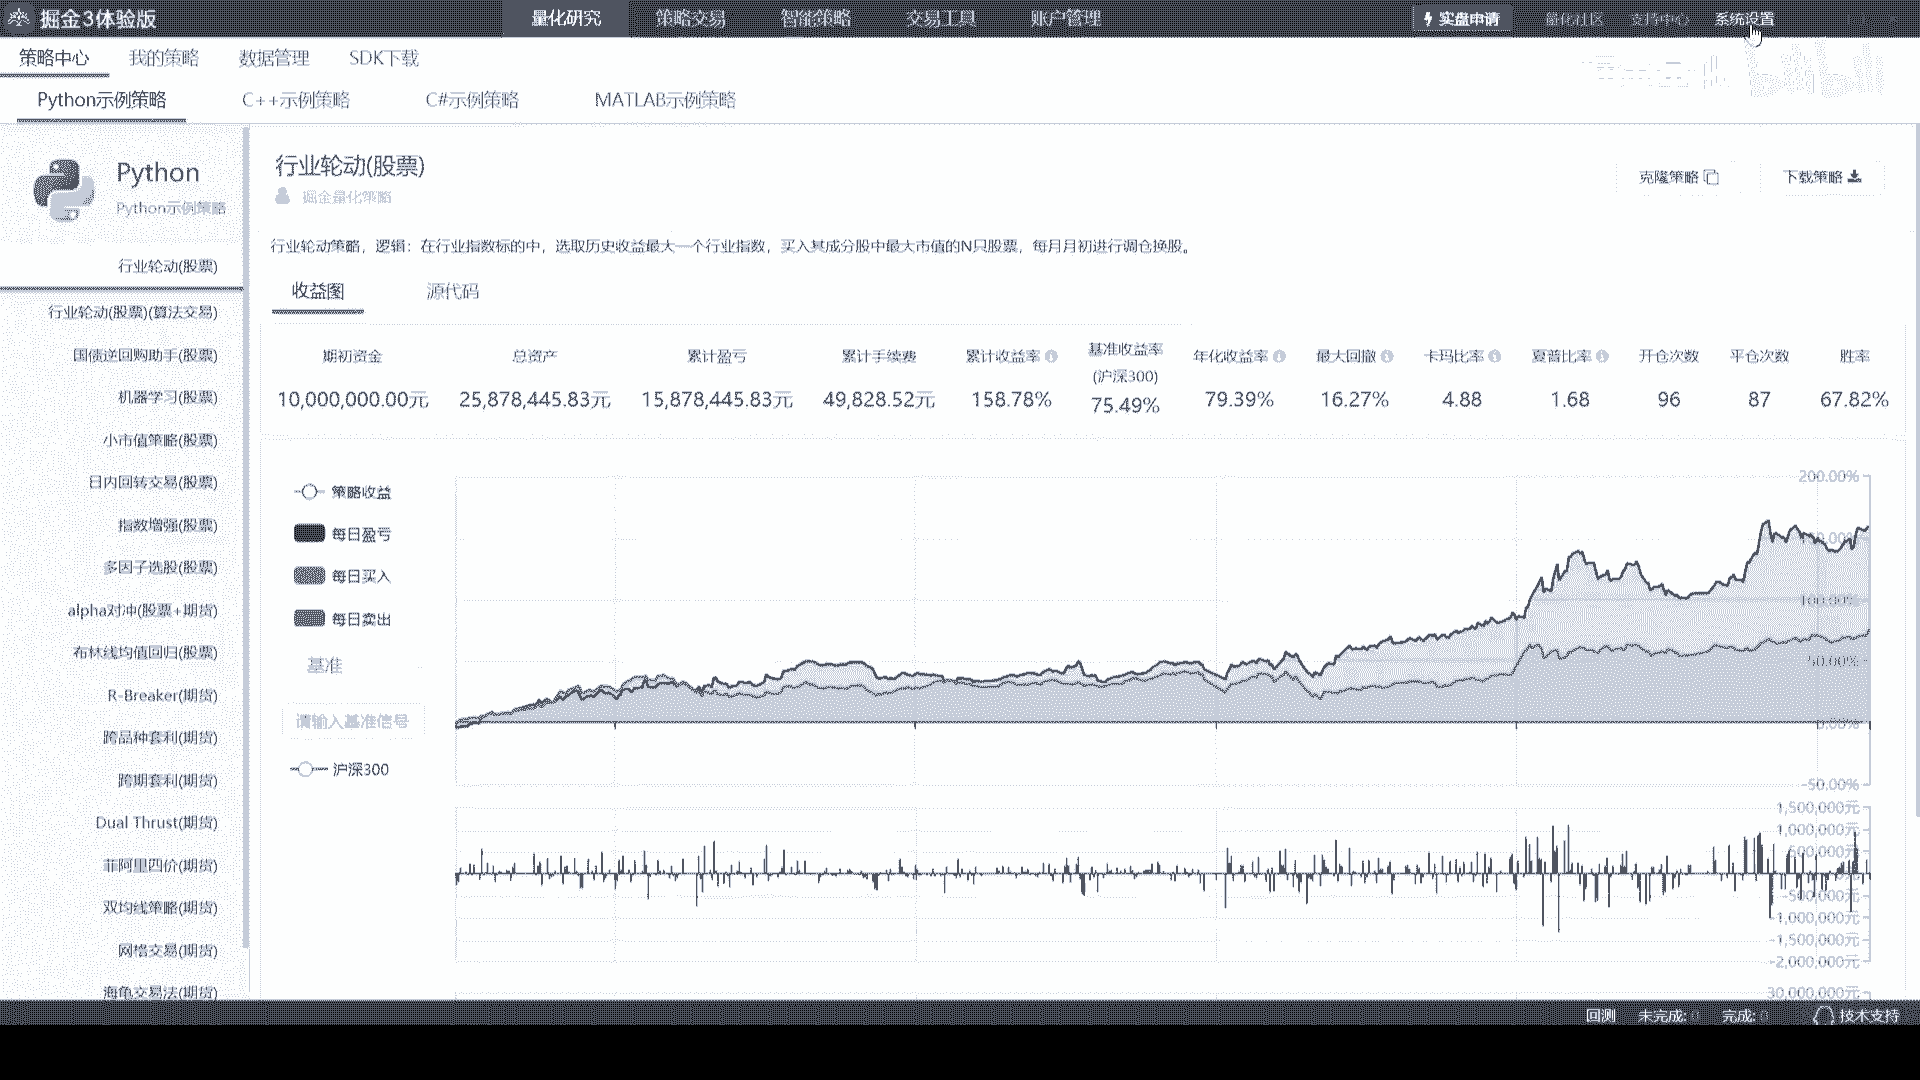 掘金3体验版
量化研究 策略交易 智能策略 交易工具 账户管理
实盘申请 量化社区 支持中心 系统设置
策略中心 我的策略 数据管理 SDK下载
Python示例策略 C++示例策略 C#示例策略 MATLAB示例策略
Python
Python示例策略
行业轮动(股票)
行业轮动(股票)(算法交易)
国债逆回购助手(股票)
机器学习(股票)
小市值策略(股票)
日内回转交易(股票)
指数增强(股票)
多因子选股(股票)
alpha对冲(股票+期货)
布林线均值回归(股票)
R-Breaker(期货)
跨品种套利(期货)
跨期套利(期货)
Dual Thrust(期货)
菲阿里四价(期货)
双均线策略(期货)
网格交易(期货)
海龟交易法(期货)
行业轮动(股票)
掘金量化策略
克隆策略 下载策略
行业轮动策略，逻辑：在行业指数标的中，选取历史收益最大一个行业指数，买入其成分股中最大市值的N只股票，每月月初进行调仓换股。
收益图 源代码
期初资金 总资产 累计盈亏 累计手续费 累计收益率 基准收益率 年化收益率 最大回撤 卡玛比率 夏普比率 开仓次数 平仓次数 胜率
(沪深300)
10,000,000.00元 25,878,445.83元 15,878,445.83元 49,828.52元 158.78% 75.49% 79.39% 16.27% 4.88 1.68 96 87 67.82%
策略收益
每日盈亏
每日买入
每日卖出
基准
请输入基准信号
沪深300
200.00%
100.00%
50.00%
0.00%
-50.00%
1,500,000元
1,000,000元
500,000元
-500,000元
-1,000,000元
-1,500,000元
-2,000,000元
30,000,000元
回测 未完成: 0 完成: 0 技术支持